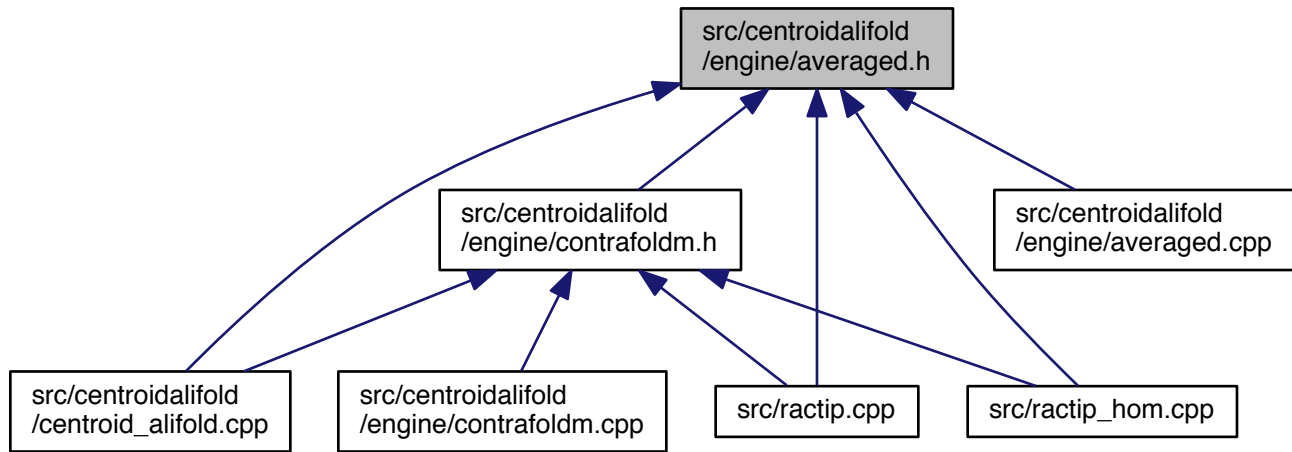 src/centroidalifold
/engine/averaged.h
src/centroidalifold
/engine/contrafoldm.h
src/centroidalifold
/engine/averaged.cpp
src/centroidalifold
/centroid_alifold.cpp
src/centroidalifold
/engine/contrafoldm.cpp
src/ractip.cpp
src/ractip_hom.cpp